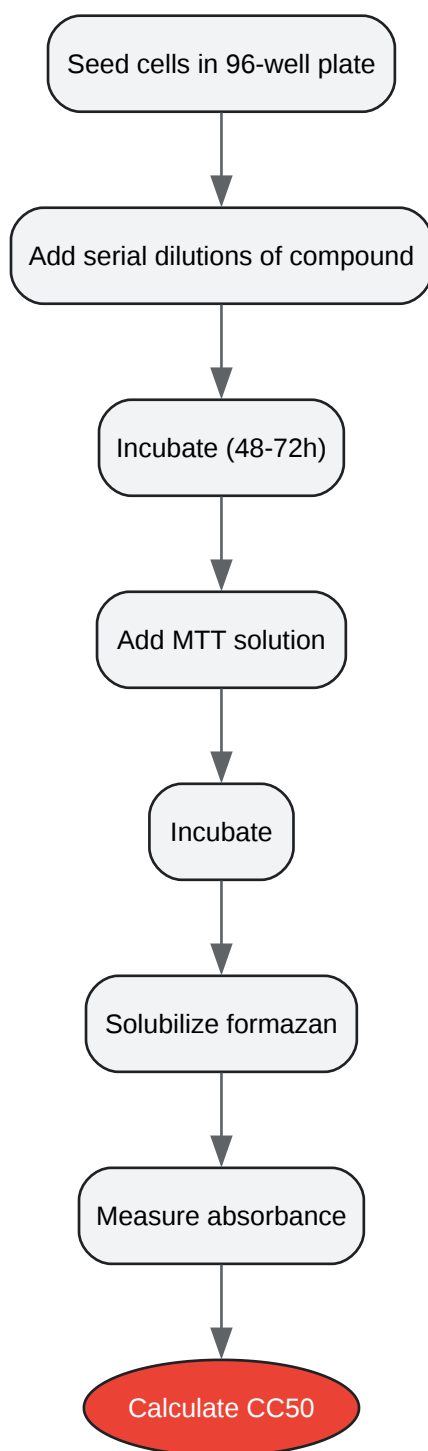 Seed cells in 96-well plate
Add serial dilutions of compound
Incubate (48-72h)
Add MTT solution
Incubate
Solubilize formazan
Measure absorbance
Calculate CC50